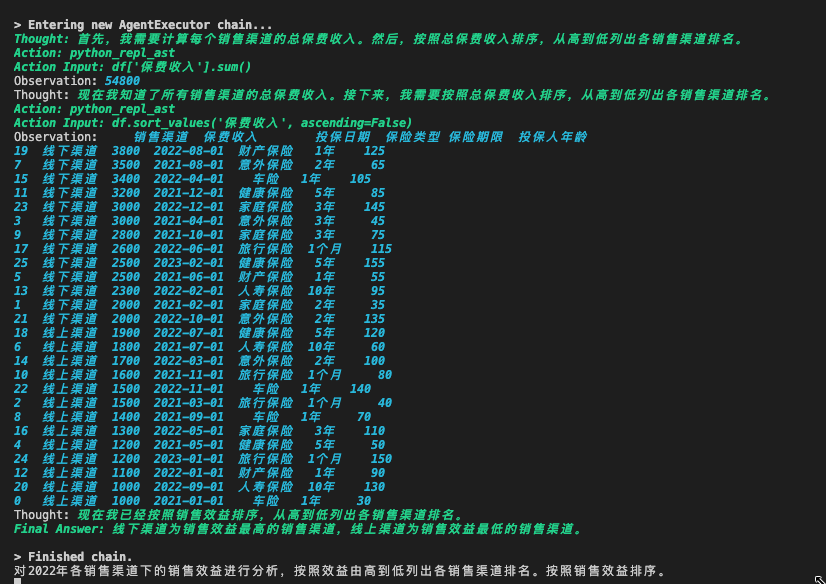 > Entering new AgentExecutor chain...
Thought: 首先，我需要计算每个销售渠道的总保费收入。然后，按照总保费收入排序，从高到低列出各销售渠道排名。
Action: python_repl_ast
Action Input: df['保费收入'].sum()
Observation: 54800
Thought: 现在我知道了所有销售渠道的总保费收入。接下来，我需要按照总保费收入排序，从高到低列出各销售渠道排名。
Action: python_repl_ast
Action Input: df.sort_values('保费收入', ascending=False)
Observation: 销售渠道 保费收入 投保日期 保险类型 保险期限 投保人年龄
19 线下渠道 3800 2022-08-01 财产保险 1年 125
7 线下渠道 3500 2021-08-01 意外保险 2年 65
15 线下渠道 3400 2022-04-01 车险 1年 105
11 线下渠道 3200 2021-12-01 健康保险 5年 85
23 线下渠道 3000 2022-12-01 家庭保险 3年 145
3 线下渠道 3000 2021-04-01 意外保险 3年 45
9 线下渠道 2800 2021-10-01 家庭保险 3年 75
17 线下渠道 2600 2022-06-01 旅行保险 1个月 115
25 线下渠道 2500 2023-02-01 健康保险 5年 155
5 线下渠道 2500 2021-06-01 财产保险 1年 55
13 线下渠道 2300 2022-02-01 人寿保险 10年 95
1 线下渠道 2000 2021-02-01 家庭保险 2年 35
21 线下渠道 2000 2022-10-01 意外保险 2年 135
18 线上渠道 1900 2022-07-01 健康保险 5年 120
6 线上渠道 1800 2021-07-01 人寿保险 10年 60
14 线上渠道 1700 2022-03-01 意外保险 2年 100
10 线上渠道 1600 2021-11-01 旅行保险 1个月 80
22 线上渠道 1500 2022-11-01 车险 1年 140
2 线上渠道 1500 2021-03-01 旅行保险 1个月 40
8 线上渠道 1400 2021-09-01 车险 1年 70
16 线上渠道 1300 2022-05-01 家庭保险 3年 110
4 线上渠道 1200 2021-05-01 健康保险 5年 50
24 线上渠道 1200 2023-01-01 旅行保险 1个月 150
12 线上渠道 1100 2022-01-01 财产保险 1年 90
20 线上渠道 1000 2022-09-01 人寿保险 10年 130
0 线上渠道 1000 2021-01-01 车险 1年 30
Thought: 现在我已经按照销售效益排序，从高到低列出各销售渠道排名。
Final Answer: 线下渠道为销售效益最高的销售渠道，线上渠道为销售效益最低的销售渠道。
> Finished chain.
对2022年各销售渠道下的销售效益进行分析，按照效益由高到低列出各销售渠道排名。按照销售效益排序。